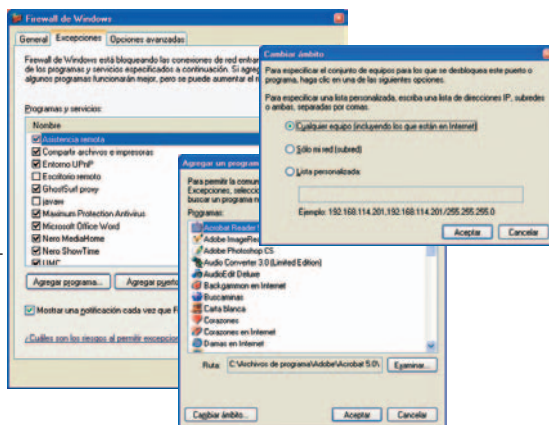 Firewall de Windows
General Excepciones Opciones avanzadas
Firewall de Windows está bloqueando las conexiones de red entran
de los programas y servicios especificados a continuación. Si agreg
algunos programas funcionarán mejor, pero se puede aumentar el r
Programas y servicios:
Nombre
Asistencia remota
Compartir archivos e impresoras
Entorno UPnP
Escritorio remoto
GhostSurf proxy
javaw
Maximum Protection Antivirus
Microsoft Office Word
Nero MediaHome
Nero ShowTime
UMC
Agregar programa... Agregar puerto
Mostrar una notificación cada vez que F
¿Cuáles son los riesgos al permitir excepcion
Agregar un program
Para permitir la comun
Excepciones, selecci
buscar un programa n
Programas:
Acrobat Reader
Adobe ImageRea
Adobe Photoshop CS
Audio Converter 3.0 (Limited Edition)
AudioEdit Deluxe
Backgammon en Internet
Buscaminas
Carta blanca
Corazones
Corazones en Internet
Damas en Internet
Ruta: C:\Archivos de programa\Adobe\Acrobat 5.0\ Examinar...
Cambiar ámbito... Aceptar Cancelar
Cambiar ámbito
Para especificar el conjunto de equipos para los que se desbloquea este puerto o
programa, haga clic en una de las siguientes opciones.
Para especificar una lista personalizada, escriba una lista de direcciones IP, subredes
o ambas, separadas por comas.
Cualquier equipo (incluyendo los que están en Internet)
Sólo mi red (subred)
Lista personalizada:
Ejemplo: 192.168.114.201,192.168.114.201/255.255.255.0
Aceptar Cancelar